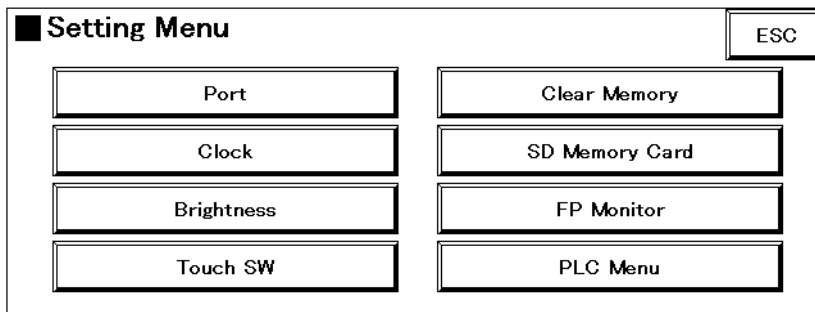 ■Setting Menu
ESC
Port
Clear Memory
Clock
SD Memory Card
Brightness
FP Monitor
Touch SW
PLC Menu